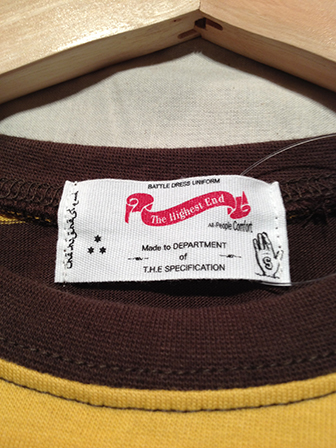 BATTLE DRESS UNIFORM
The Highest End
All-People Comfort
Made to DEPARTMENT
of
T.H.E SPECIFICATION